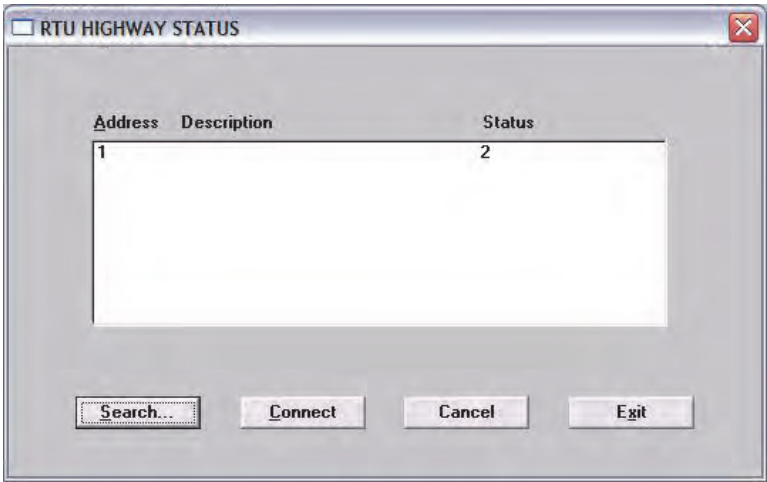 RTU HIGHWAY STATUS
Address Description Status
1 2
Search... Connect Cancel Exit